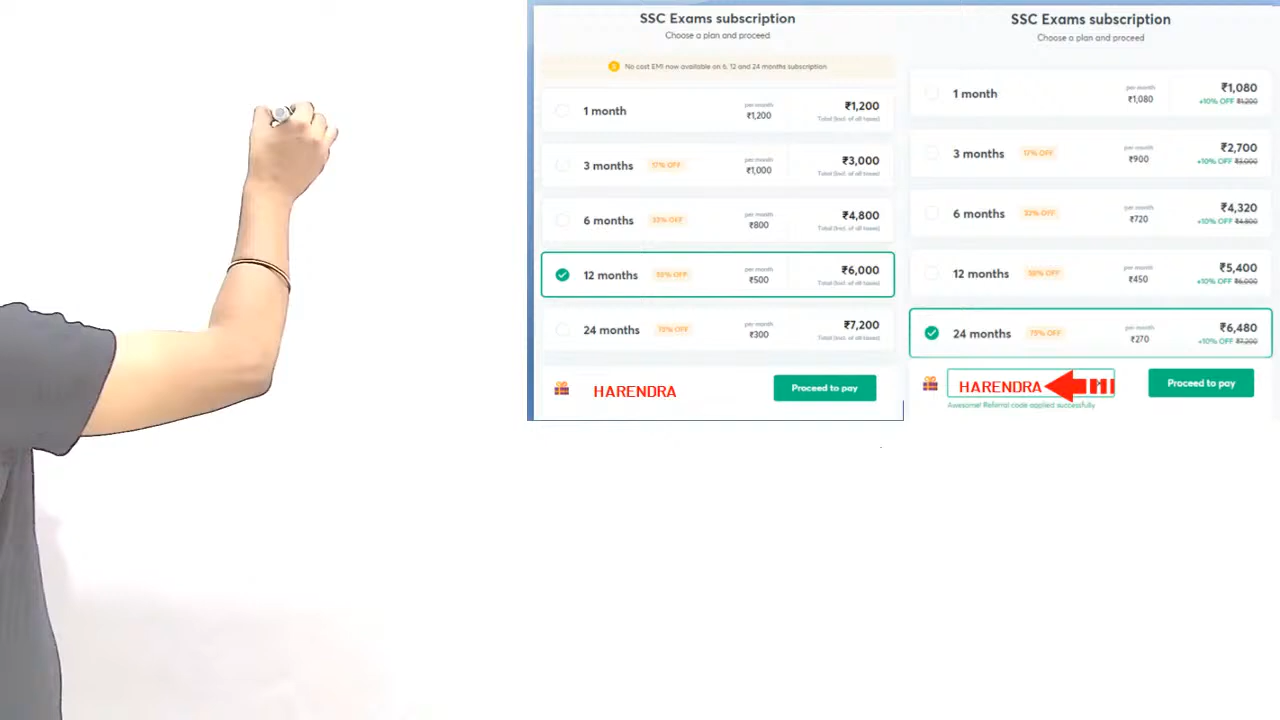 SSC Exams subscription
Choose a plan and proceed
No cost EMI now available on 6, 12 and 24 months subscription
1 month
per month
₹1,200
₹1,200
Total (Incl. of all taxes)
3 months
17% OFF
per month
₹1,000
₹3,000
Total (Incl. of all taxes)
6 months
33% OFF
per month
₹800
₹4,800
Total (Incl. of all taxes)
12 months
per month
₹500
₹6,000
Total (Incl. of all taxes)
24 months
per month
₹300
₹7,200
Total (Incl. of all taxes)
HARENDRA
Proceed to pay
SSC Exams subscription
Choose a plan and proceed
1 month
per month
₹1,080
₹1,080
+10% OFF ₹1,200
3 months
17% OFF
per month
₹900
₹2,700
+10% OFF ₹3,000
6 months
per month
₹720
₹4,320
+10% OFF ₹4,800
12 months
per month
₹450
₹5,400
+10% OFF ₹6,000
24 months
75% OFF
per month
₹270
₹6,480
+10% OFF ₹7,200
HARENDRA
Proceed to pay
Awesome! Referral code applied successfully